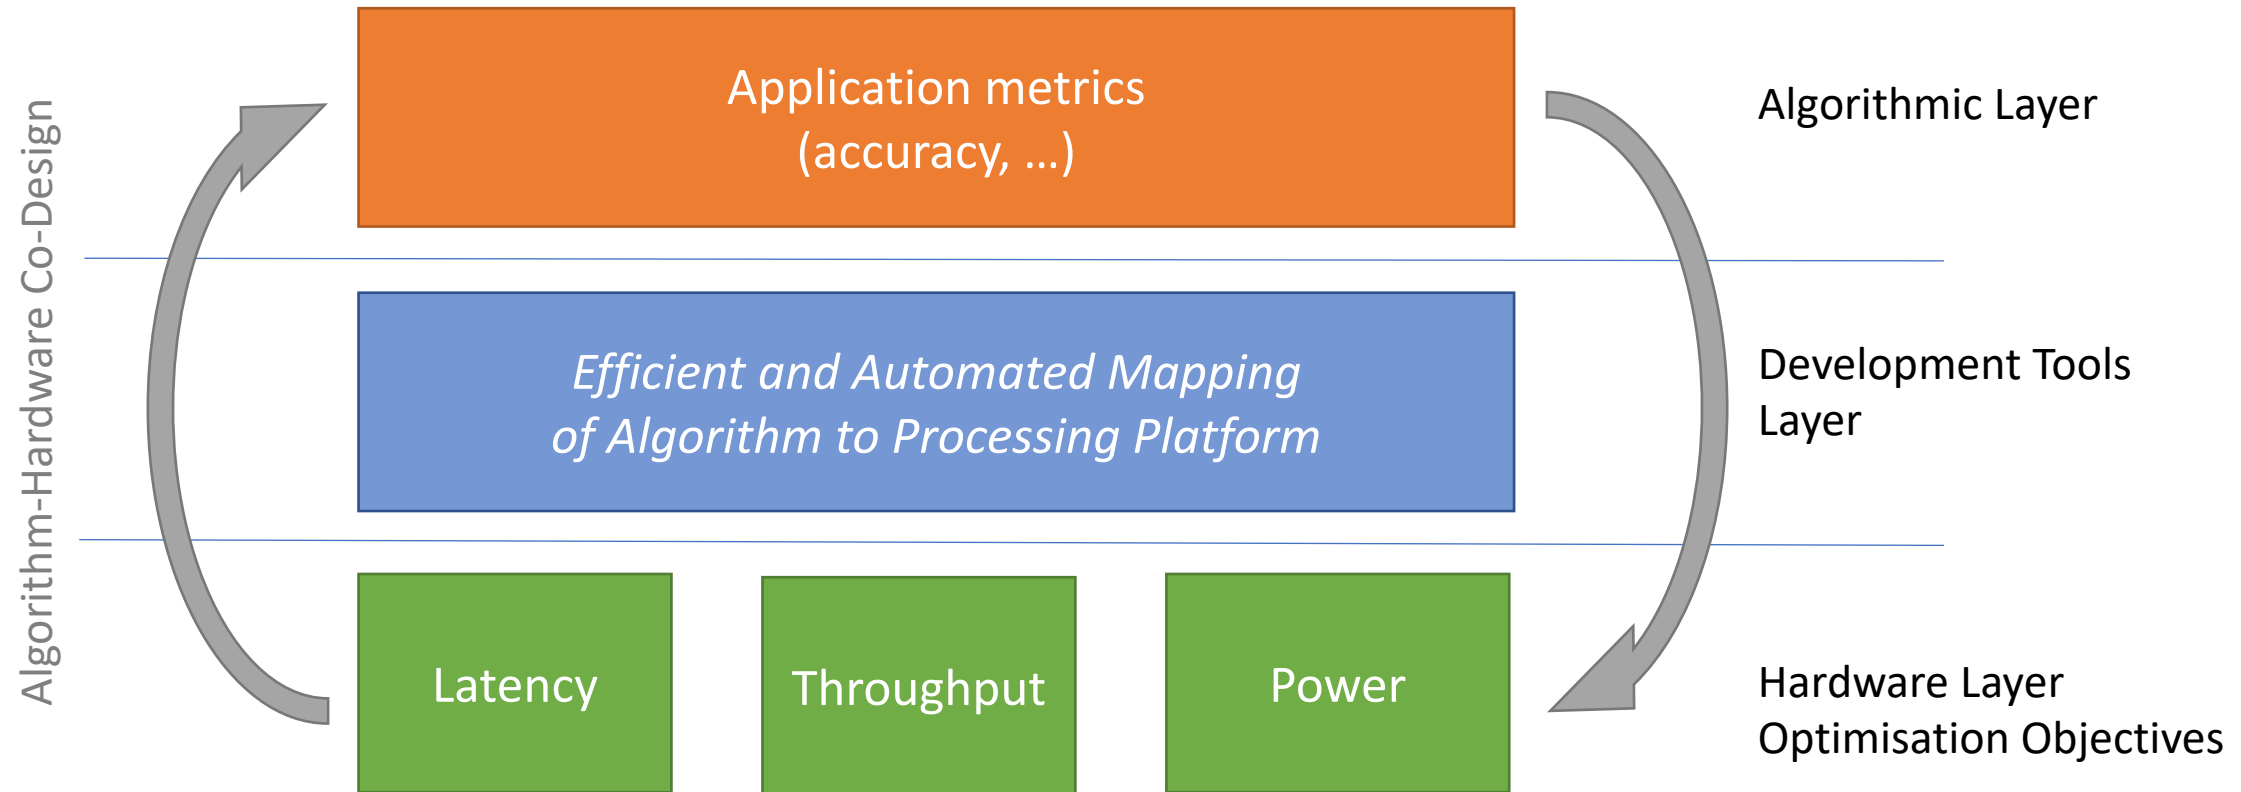 Algorithm-Hardware Co-Design
Application metrics
(accuracy, ...)
Algorithmic Layer
Efficient and Automated Mapping
of Algorithm to Processing Platform
Development Tools
Layer
Latency
Throughput
Power
Hardware Layer
Optimisation Objectives